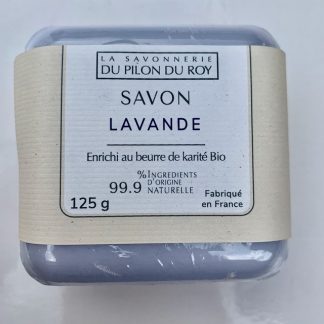 LA SAVONNERIE
DU PILON DU ROY
SAVON
LAVANDE
Enrichi au beurre de karité Bio
99.9 % INGREDIENTS
D'ORIGINE
NATURELLE
125 g
Fabriqué
en France